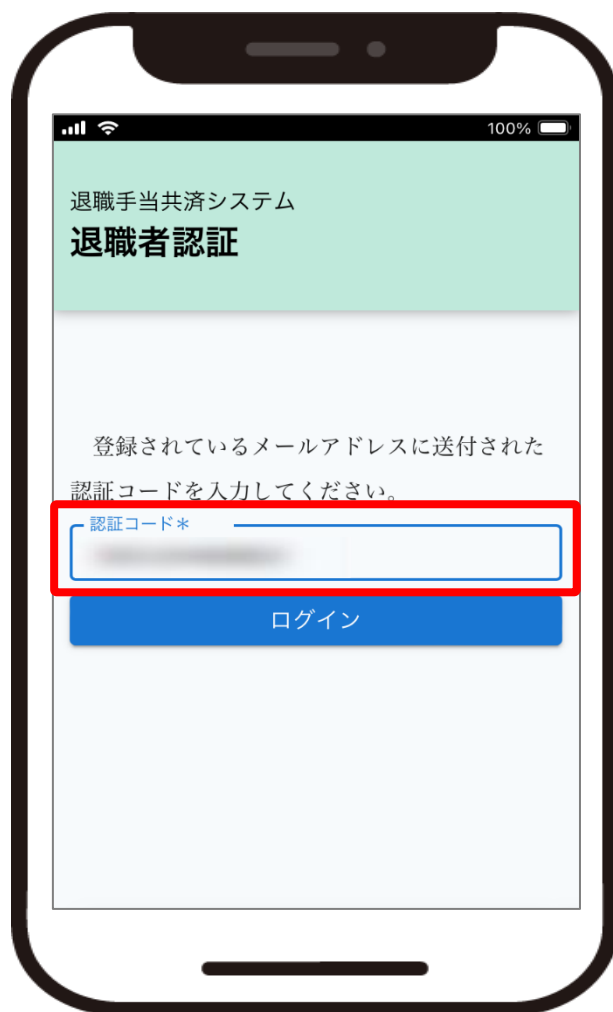 100%
退職手当共済システム
退職者認証
登録されているメールアドレスに送付された
認証コードを入力してください。
認証コード*
ログイン